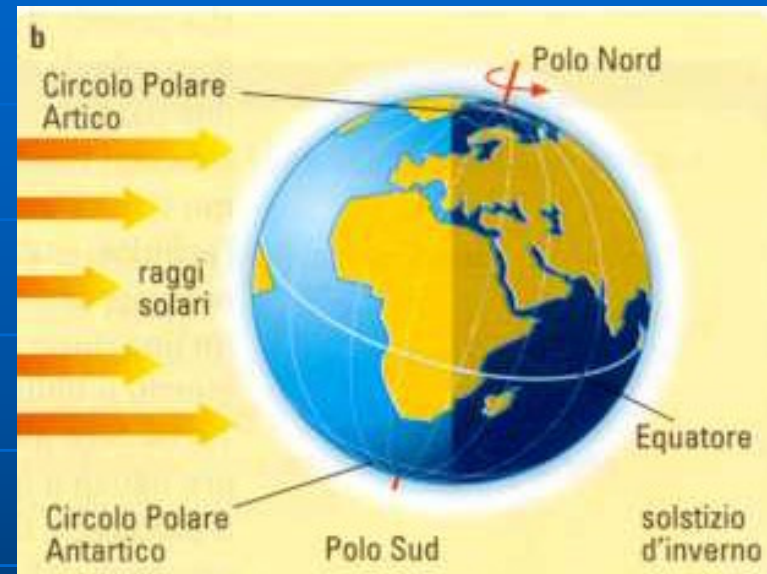 b
Polo Nord
Circolo Polare
Artico
raggi
solari
Equatore
Circolo Polare
Antartico
Polo Sud
solstizio
d'inverno